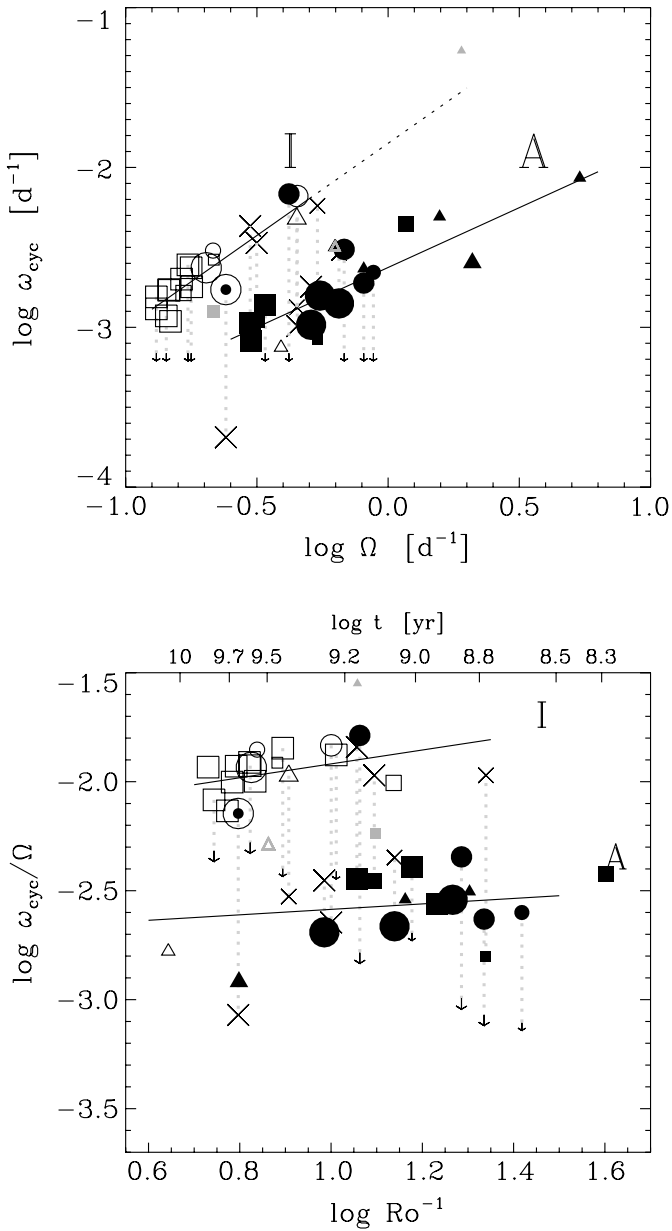 −1
−2
−3
−4
log ω_cyc [d⁻¹]
I
A
−1.0 −0.5 0.0 0.5 1.0
log Ω [d⁻¹]
log t [yr]
10 9.7 9.5 9.2 9.0 8.8 8.5 8.3
−1.5
−2.0
−2.5
−3.0
−3.5
log ω_cyc/Ω
I
A
0.6 0.8 1.0 1.2 1.4 1.6
log Ro⁻¹